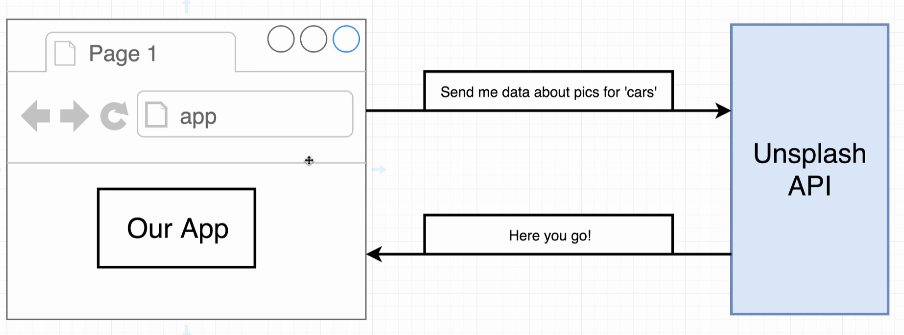 Page 1
app
Send me data about pics for 'cars'
Unsplash
API
Our App
Here you go!